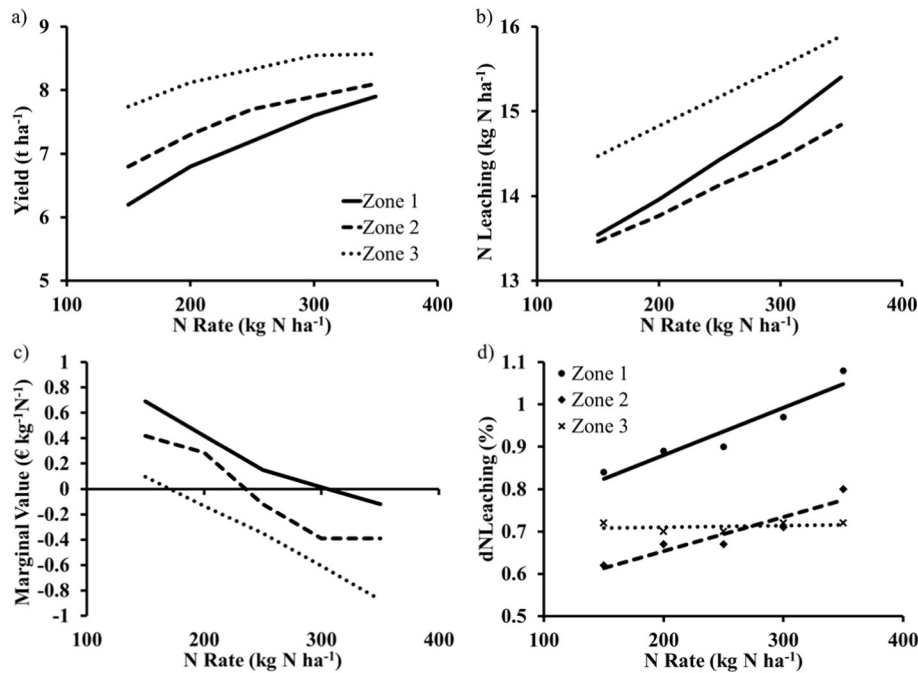 a)
9
8
7
6
5
Yield (t ha-1)
Zone 1
Zone 2
Zone 3
100 200 300 400
N Rate (kg N ha-1)
b)
16
15
14
13
N Leaching (kg N ha-1)
100 200 300 400
N Rate (kg N ha-1)
c)
1
0.8
0.6
0.4
0.2
0
-0.2
-0.4
-0.6
-0.8
-1
Marginal Value (€ kg-1N-1)
100 200 300 400
N Rate (kg N ha-1)
d)
1.1
1
0.9
0.8
0.7
0.6
0.5
dNLeaching (%)
Zone 1
Zone 2
Zone 3
100 200 300 400
N Rate (kg N ha-1)